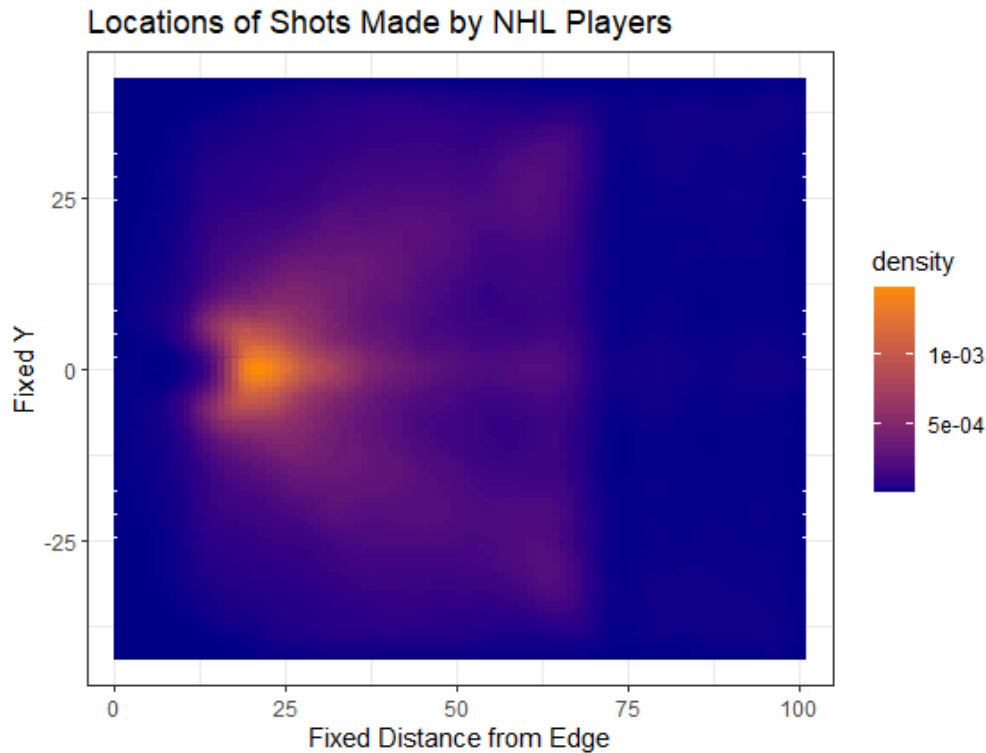 Locations of Shots Made by NHL Players
Fixed Y
25
0
-25
0
25
50
75
100
Fixed Distance from Edge
density
1e-03
5e-04